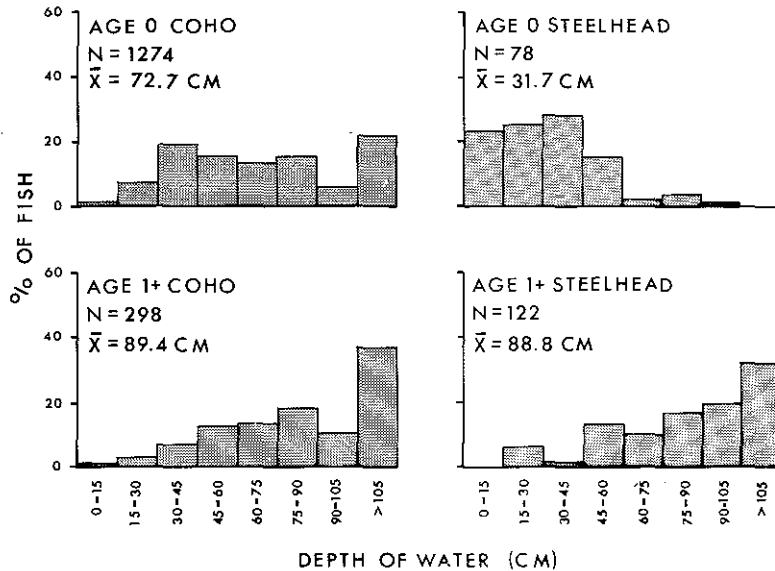 % OF FISH
60
40
20
0
AGE 0 COHO
N = 1274
X̄ = 72.7 CM
AGE 0 STEELHEAD
N = 78
X̄ = 31.7 CM
60
40
20
0
AGE 1+ COHO
N = 298
X̄ = 89.4 CM
AGE 1+ STEELHEAD
N = 122
X̄ = 88.8 CM
0-15
15-30
30-45
45-60
60-75
75-90
90-105
>105
0-15
15-30
30-45
45-60
60-75
75-90
90-105
>105
DEPTH OF WATER (CM)